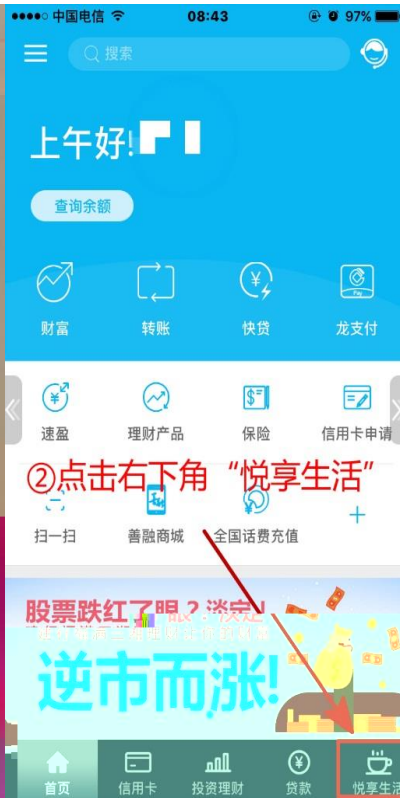 中国电信 08:43 97%
搜索
上午好!
查询余额
财富 转账 快贷 龙支付
Pay
速盈 理财产品 保险 信用卡申请
②点击右下角“悦享生活”
扫一扫 善融商城 全国话费充值
股票跌红了眼？淡定！
逆市而涨!
首页 信用卡 投资理财 贷款 悦享生活